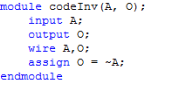 module codeInv(A, O);
    input A;
    output O;
    wire A,O;
    assign O = ~A;
endmodule